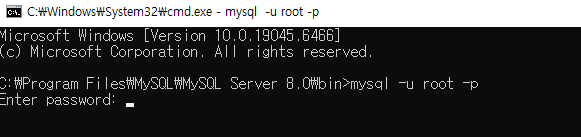 C:₩Windows₩System32₩cmd.exe - mysql  -u root -p
Microsoft Windows [Version 10.0.19045.6466]
(c) Microsoft Corporation. All rights reserved.
C:₩Program Files₩MySQL₩MySQL Server 8.0₩bin>mysql -u root -p
Enter password: